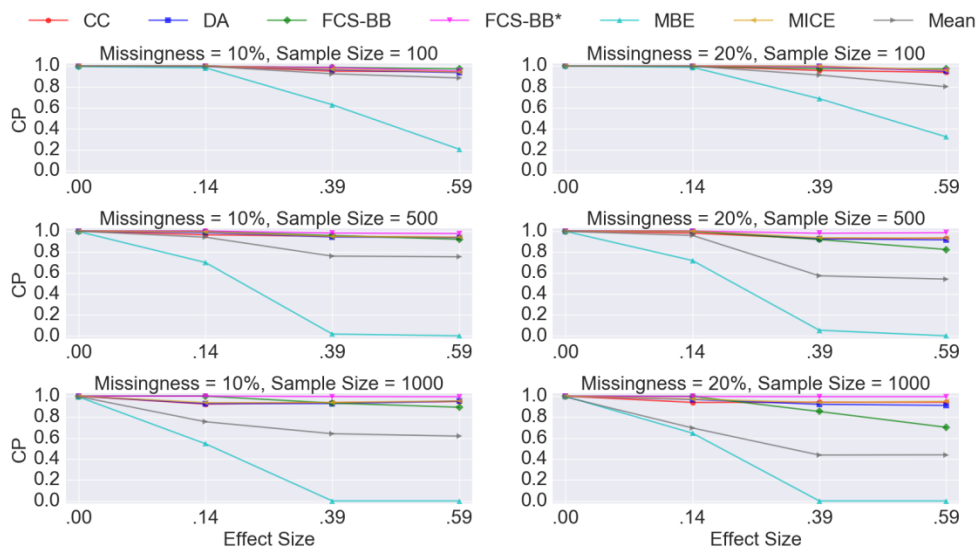 CC DA FCS-BB FCS-BB* MBE MICE Mean
Missingness = 10%, Sample Size = 100
Missingness = 20%, Sample Size = 100
1.0
0.8
0.6
0.4
0.2
0.0
CP
.00 .14 .39 .59
1.0
0.8
0.6
0.4
0.2
0.0
.00 .14 .39 .59
Missingness = 10%, Sample Size = 500
Missingness = 20%, Sample Size = 500
1.0
0.8
0.6
0.4
0.2
0.0
CP
.00 .14 .39 .59
1.0
0.8
0.6
0.4
0.2
0.0
.00 .14 .39 .59
Missingness = 10%, Sample Size = 1000
Missingness = 20%, Sample Size = 1000
1.0
0.8
0.6
0.4
0.2
0.0
CP
.00 .14 .39 .59
Effect Size
1.0
0.8
0.6
0.4
0.2
0.0
.00 .14 .39 .59
Effect Size